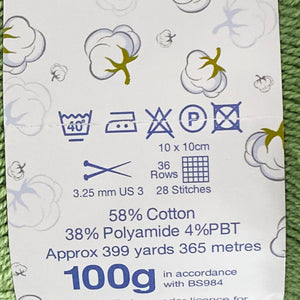 40°
P
10 x 10cm
36
Rows
3.25 mm US 3 28 Stitches
58% Cotton
38% Polyamide 4%PBT
Approx 399 yards 365 metres
100g in accordance
with BS984